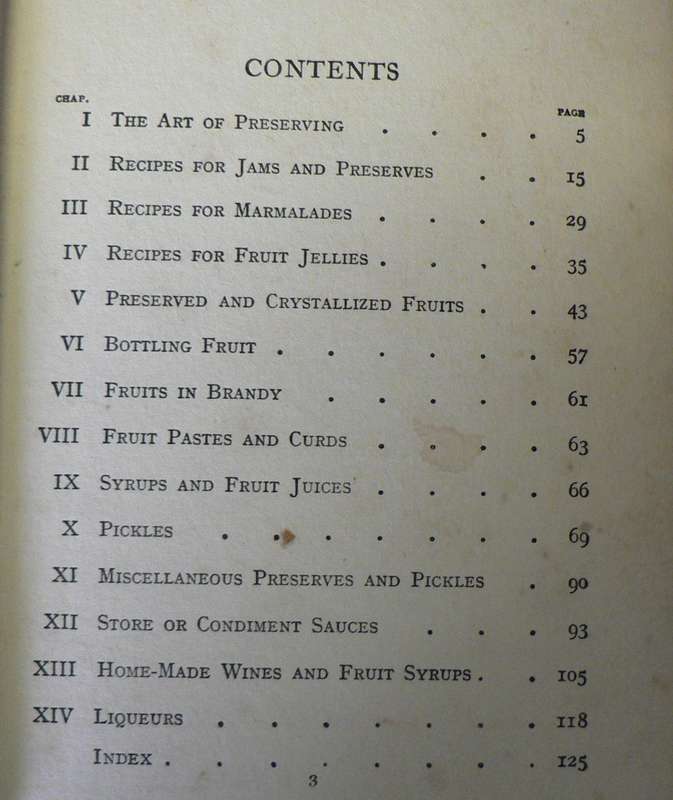 CONTENTS
CHAP. PAGE
I THE ART OF PRESERVING . . . . 5
II RECIPES FOR JAMS AND PRESERVES . . 15
III RECIPES FOR MARMALADES . . . . 29
IV RECIPES FOR FRUIT JELLIES . . . . 35
V PRESERVED AND CRYSTALLIZED FRUITS . . 43
VI BOTTLING FRUIT . . . . . . 57
VII FRUITS IN BRANDY . . . . . 61
VIII FRUIT PASTES AND CURDS . . . . 63
IX SYRUPS AND FRUIT JUICES . . . . 66
X PICKLES . . . . . . . 69
XI MISCELLANEOUS PRESERVES AND PICKLES . 90
XII STORE OR CONDIMENT SAUCES . . . 93
XIII HOME-MADE WINES AND FRUIT SYRUPS . . 105
XIV LIQUEURS . . . . . . . 118
INDEX . . . . . . . . 125
3